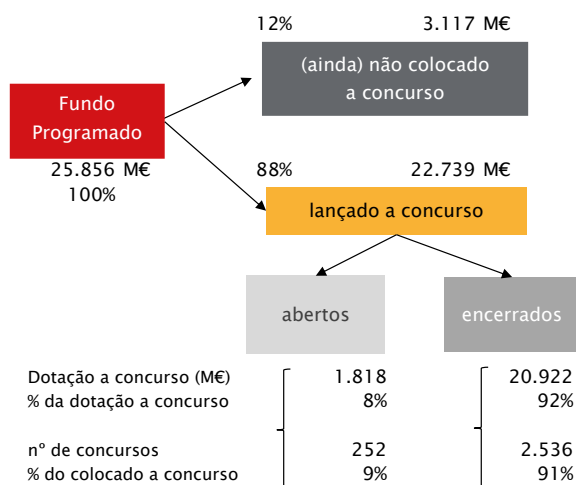 12% 3.117 M€
(ainda) não colocado
a concurso
Fundo
Programado
25.856 M€
100%
88% 22.739 M€
lançado a concurso
abertos encerrados
Dotação a concurso (M€) 1.818 20.922
% da dotação a concurso 8% 92%
nº de concursos 252 2.536
% do colocado a concurso 9% 91%